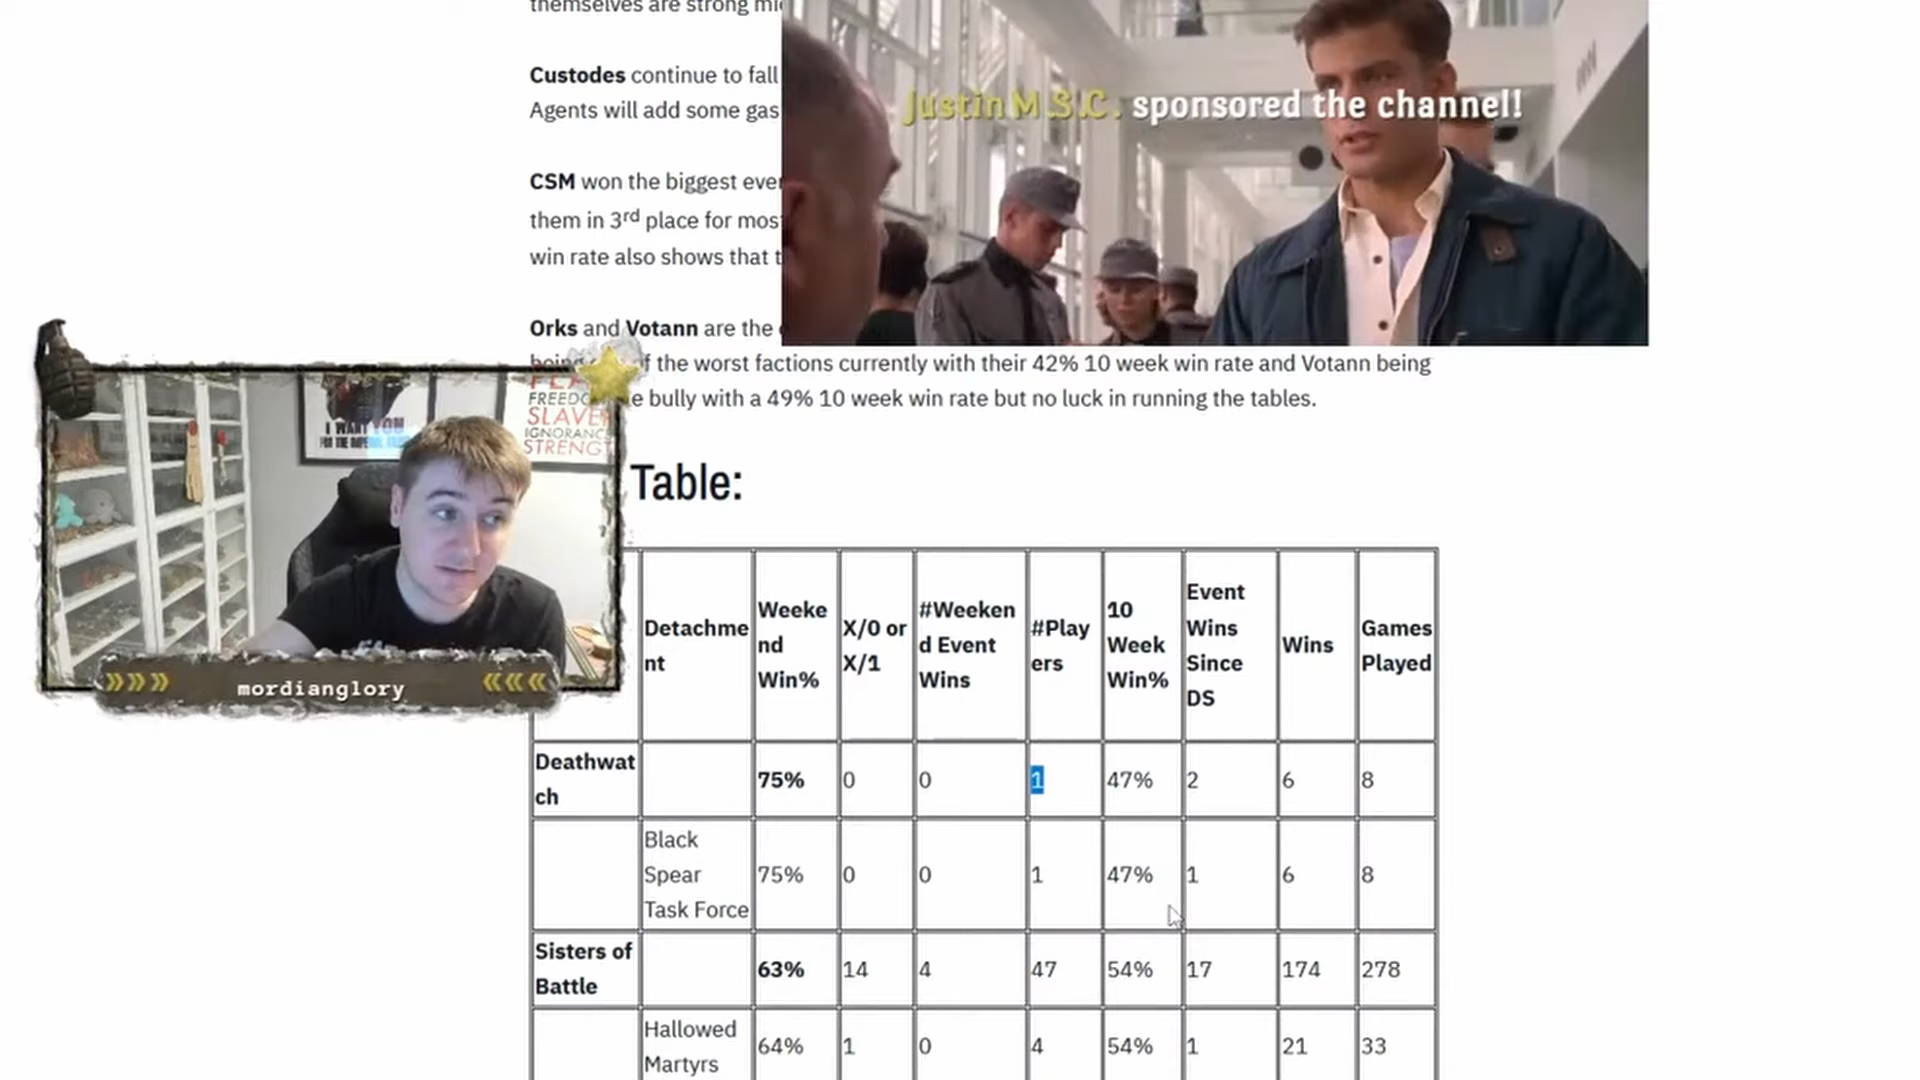 themselves are strong
Custodes continue to fall
Agents will add some gas
CSM won the biggest
them in 3rd place for
win rate also shows that
Orks and Votann are the
JustinM.S.C. sponsored the channel!
of the worst factions currently with their 42% 10 week win rate and Votann being
bully with a 49% 10 week win rate but no luck in running the tables.
I WANT YOU
FREEDOM
SLAVERY
IGNORANCE
STRENGTH
mordianglory
Table:
Detachment Weekend Win% X/0 or X/1 #Weekend Event Wins #Players 10 Week Win% Event Wins Since DS Wins Games Played
Deathwatch 75% 0 0 1 47% 2 6 8
Black Spear Task Force 75% 0 0 1 47% 1 6 8
Sisters of Battle 63% 14 4 47 54% 17 174 278
Hallowed Martyrs 64% 1 0 4 54% 1 21 33